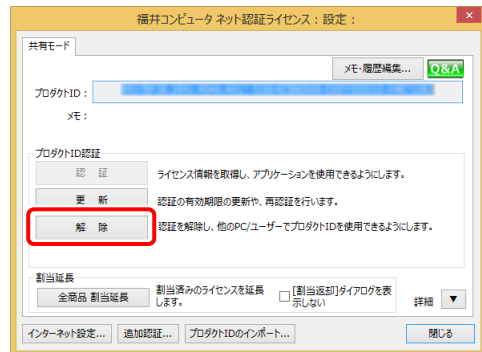 福井コンピュータ ネット認証ライセンス：設定：
×
共有モード
メモ・履歴編集...
Q&A
プロダクトID：
メモ：
プロダクトID認証
認 証
ライセンス情報を取得し、アプリケーションを使用できるようにします。
更 新
認証の有効期限の更新や、再認証を行います。
解 除
認証を解除し、他のPC/ユーザーでプロダクトIDを使用できるようにします。
割当延長
全商品 割当延長
割当済みのライセンスを延長
します。
[割当返却]ダイアログを表
示しない
詳細 ▼
インターネット設定... 追加認証... プロダクトIDのインポート... 閉じる